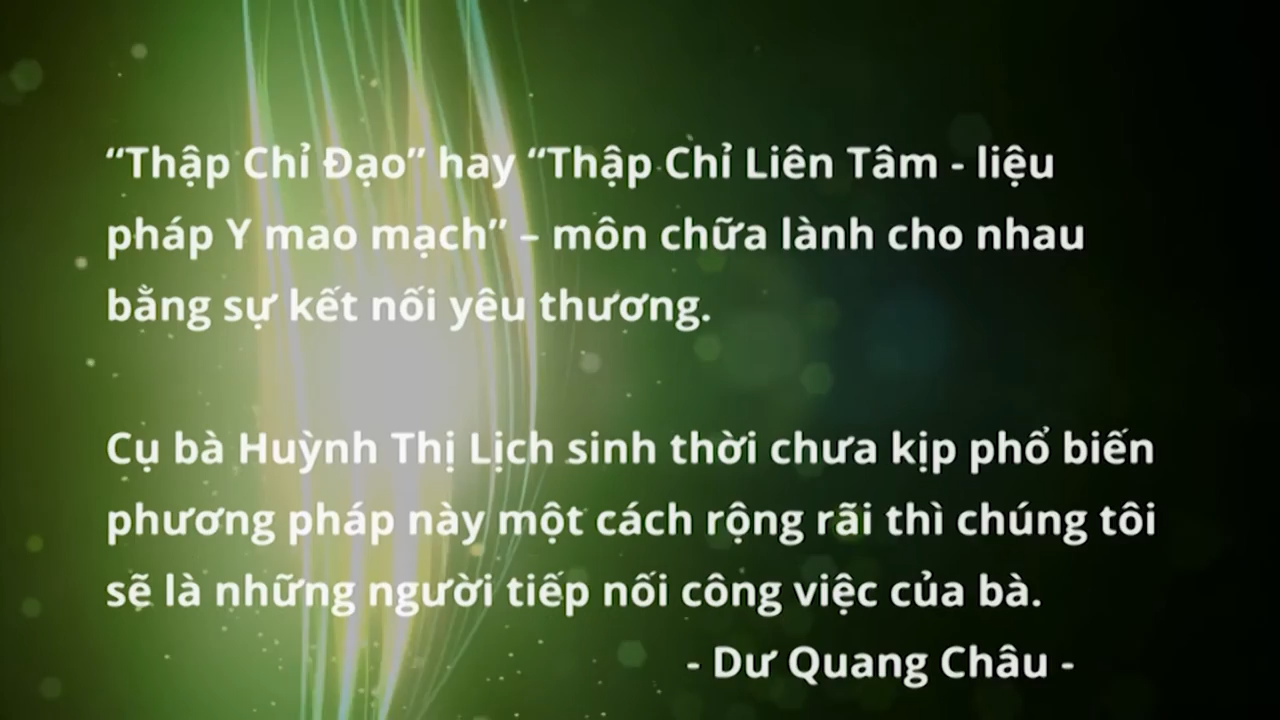 “Thập Chỉ Đạo” hay “Thập Chỉ Liên Tâm - liệu
pháp Y mao mạch” – môn chữa lành cho nhau
bằng sự kết nối yêu thương.
Cụ bà Huỳnh Thị Lịch sinh thời chưa kịp phổ biến
phương pháp này một cách rộng rãi thì chúng tôi
sẽ là những người tiếp nối công việc của bà.
- Dư Quang Châu -